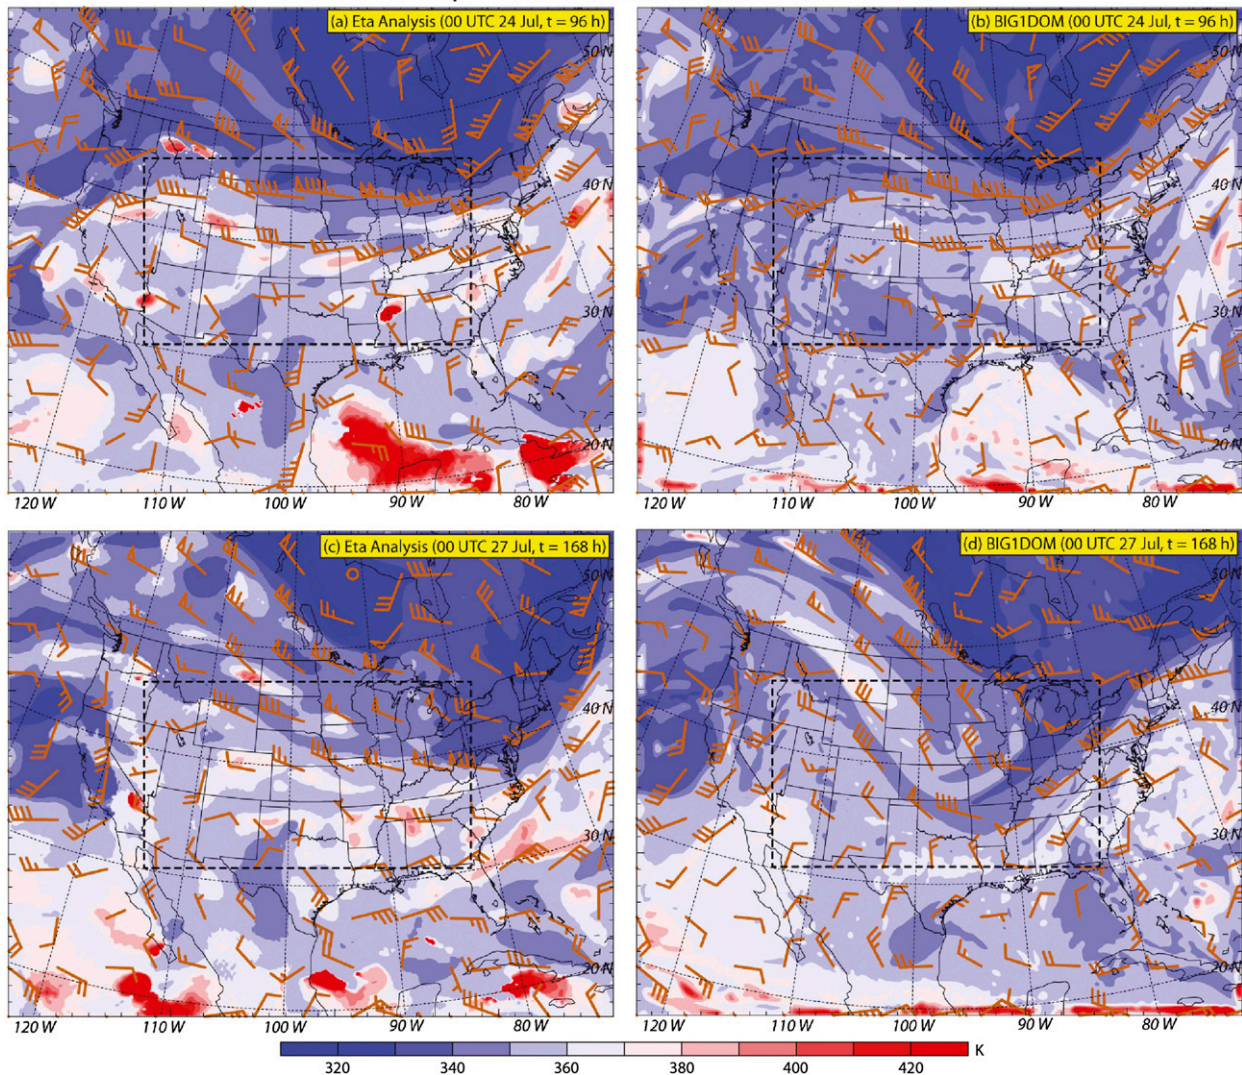 (a) Eta Analysis (00 UTC 24 Jul, t = 96 h)
(b) BIG1DOM (00 UTC 24 Jul, t = 96 h)
50 N
40 N
30 N
20 N
120 W 110 W 100 W 90 W 80 W
50 N
40 N
30 N
20 N
120 W 110 W 100 W 90 W 80 W
(c) Eta Analysis (00 UTC 27 Jul, t = 168 h)
(d) BIG1DOM (00 UTC 27 Jul, t = 168 h)
50 N
40 N
30 N
20 N
120 W 110 W 100 W 90 W 80 W
50 N
40 N
30 N
20 N
120 W 110 W 100 W 90 W 80 W
K
320 340 360 380 400 420